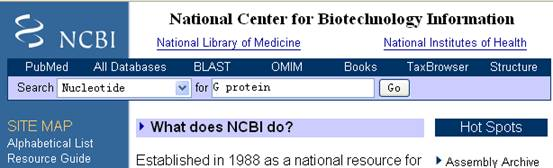 NCBI
National Center for Biotechnology Information
National Library of Medicine National Institutes of Health
PubMed All Databases BLAST OMIM Books TaxBrowser Structure
Search Nucleotide for G protein Go
SITE MAP
Alphabetical List
Resource Guide
What does NCBI do?
Established in 1988 as a national resource for
Hot Spots
Assembly Archive